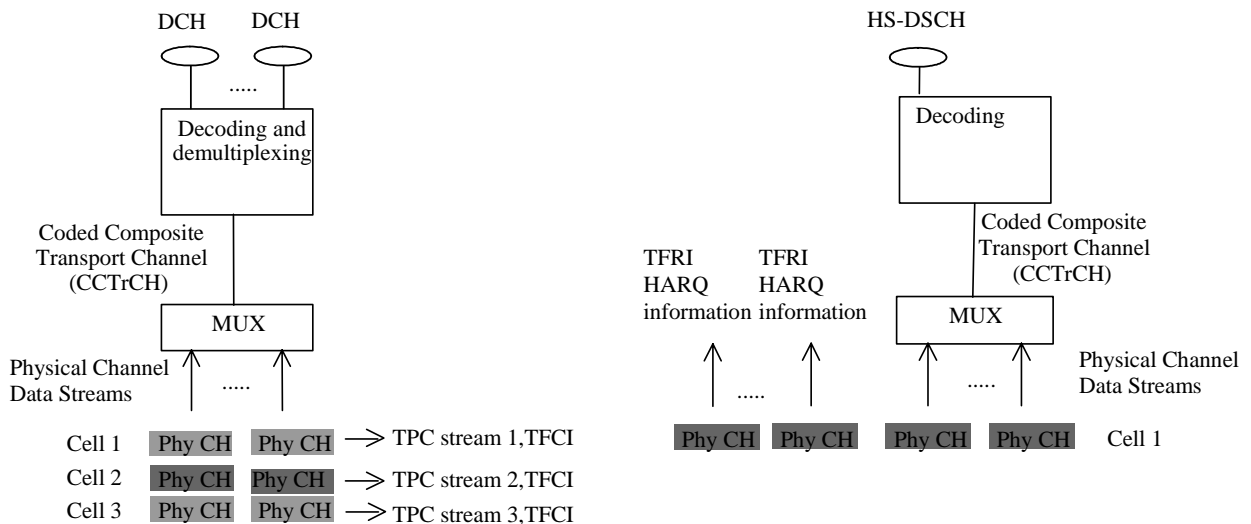 DCH
DCH
.....
Decoding and
demultiplexing
Coded Composite
Transport Channel
(CCTrCH)
MUX
Physical Channel
Data Streams
.....
Cell 1
Phy CH
Phy CH
TPC stream 1,TFCI
Cell 2
Phy CH
Phy CH
TPC stream 2,TFCI
Cell 3
Phy CH
Phy CH
TPC stream 3,TFCI
HS-DSCH
Decoding
Coded Composite
Transport Channel
(CCTrCH)
TFRI
HARQ
information
TFRI
HARQ
information
MUX
Physical Channel
Data Streams
.....
.....
Phy CH
Phy CH
Phy CH
Phy CH
Cell 1